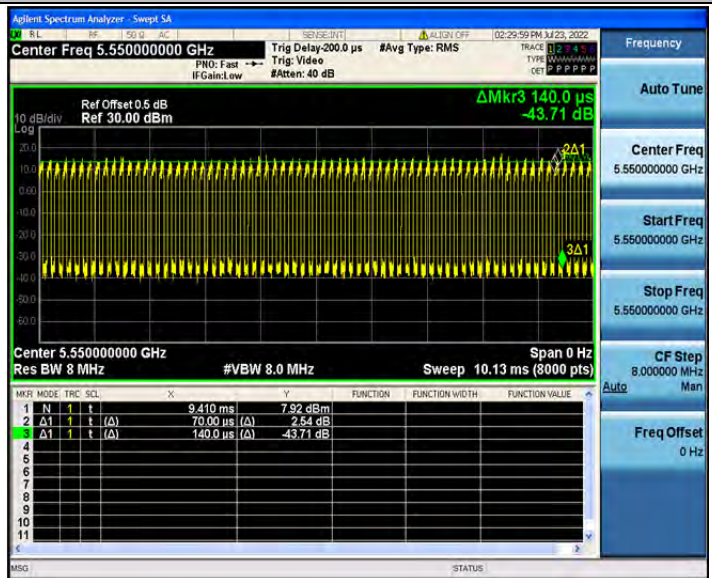 Agilent Spectrum Analyzer - Swept SA
RL RF 50 Ω AC SENSE:INT ALIGN OFF 02:29:59 PM Jul 23, 2022
Center Freq 5.550000000 GHz
Trig Delay-200.0 µs #Avg Type: RMS
TRACE 1 2 3 4 5 6
PNO: Fast Trig: Video
TYPE
IFGain:Low #Atten: 40 dB
DET P P P P P P
Frequency
Auto Tune
Center Freq
5.550000000 GHz
Start Freq
5.550000000 GHz
Stop Freq
5.550000000 GHz
CF Step
8.000000 MHz
Auto Man
Freq Offset
0 Hz
ΔMkr3 140.0 µs
-43.71 dB
Ref Offset 0.5 dB
10 dB/div Ref 30.00 dBm
Log
20.0
10.0
0.00
-10.0
-20.0
-30.0
-40.0
-50.0
-60.0
2Δ1
3Δ1
Center 5.550000000 GHz Span 0 Hz
Res BW 8 MHz #VBW 8.0 MHz Sweep 10.13 ms (8000 pts)
MKR MODE TRC SCL X Y FUNCTION FUNCTION WIDTH FUNCTION VALUE
1 N 1 t 9.410 ms 7.92 dBm
2 Δ1 1 t (Δ) 70.00 µs (Δ) 2.54 dB
3 Δ1 1 t (Δ) 140.0 µs (Δ) -43.71 dB
4
5
6
7
8
9
10
11
MSG STATUS